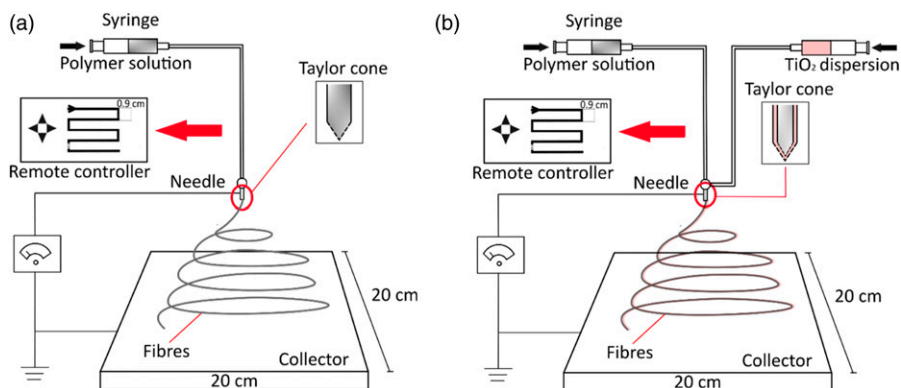 (a)
Syringe
Polymer solution
Taylor cone
0.9 cm
Remote controller
Needle
20 cm
Fibres
Collector
20 cm
(b)
Syringe
Polymer solution
TiO₂ dispersion
Taylor cone
0.9 cm
Remote controller
Needle
20 cm
Fibres
Collector
20 cm